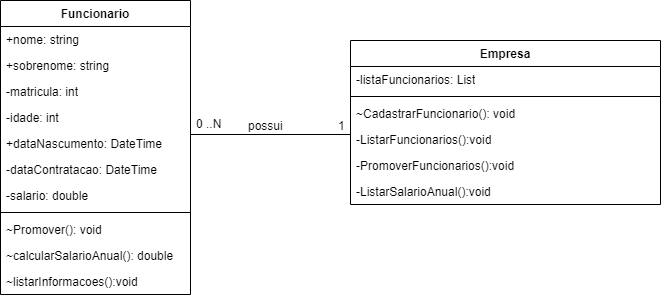 Funcionario
+nome: string
+sobrenome: string
-matricula: int
-idade: int
+dataNascumento: DateTime
-dataContratacao: DateTime
-salario: double
~Promover(): void
~calcularSalarioAnual(): double
~listarInformacoes():void
0 ..N
possui
1
Empresa
-listaFuncionarios: List
~CadastrarFuncionario(): void
-ListarFuncionarios():void
-PromoverFuncionarios():void
-ListarSalarioAnual():void